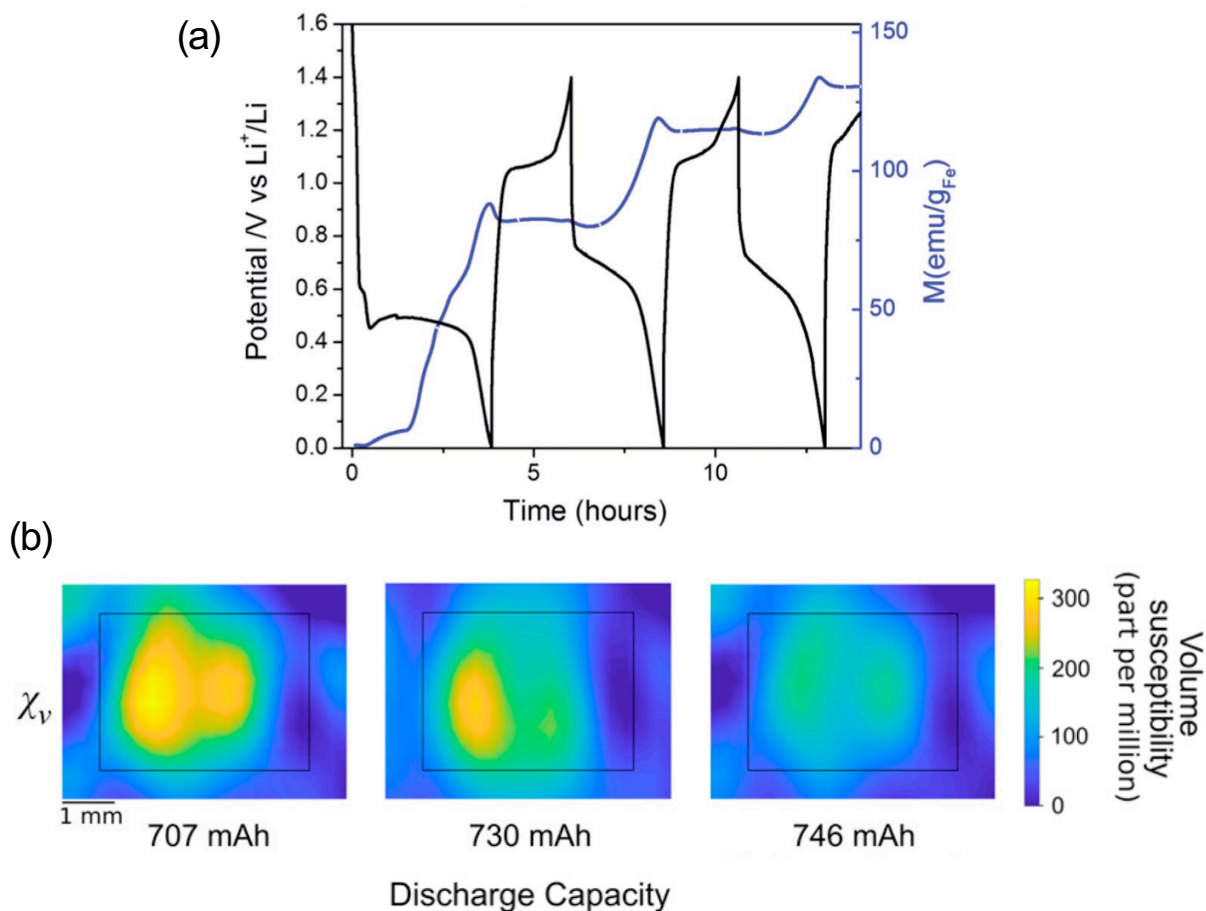 (a)
Potential /V vs Li⁺/Li
1.6
1.4
1.2
1.0
0.8
0.6
0.4
0.2
0.0
150
100
50
0
M(emu/g_Fe)
0
5
10
Time (hours)
(b)
χ_v
1 mm
707 mAh
730 mAh
746 mAh
300
200
100
0
Volume
susceptibility
(part per million)
Discharge Capacity